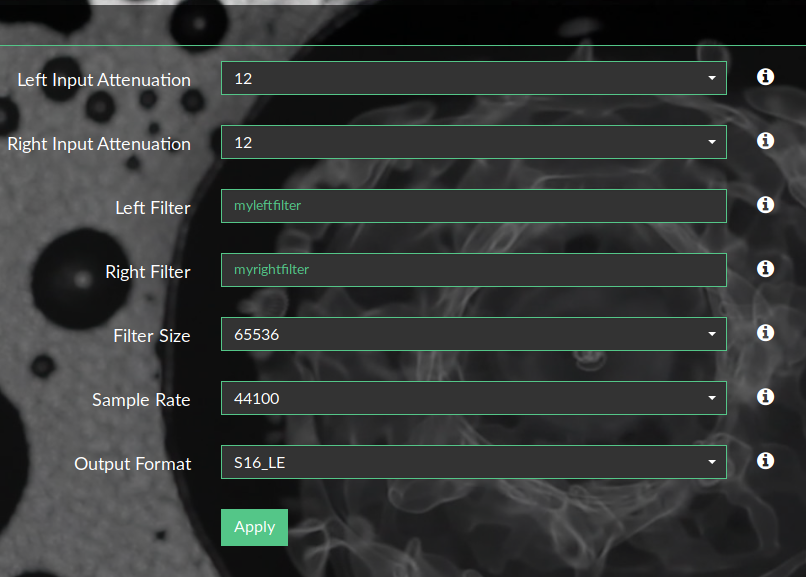 Left Input Attenuation 12
Right Input Attenuation 12
Left Filter myleftfilter
Right Filter myrightfilter
Filter Size 65536
Sample Rate 44100
Output Format S16_LE
Apply